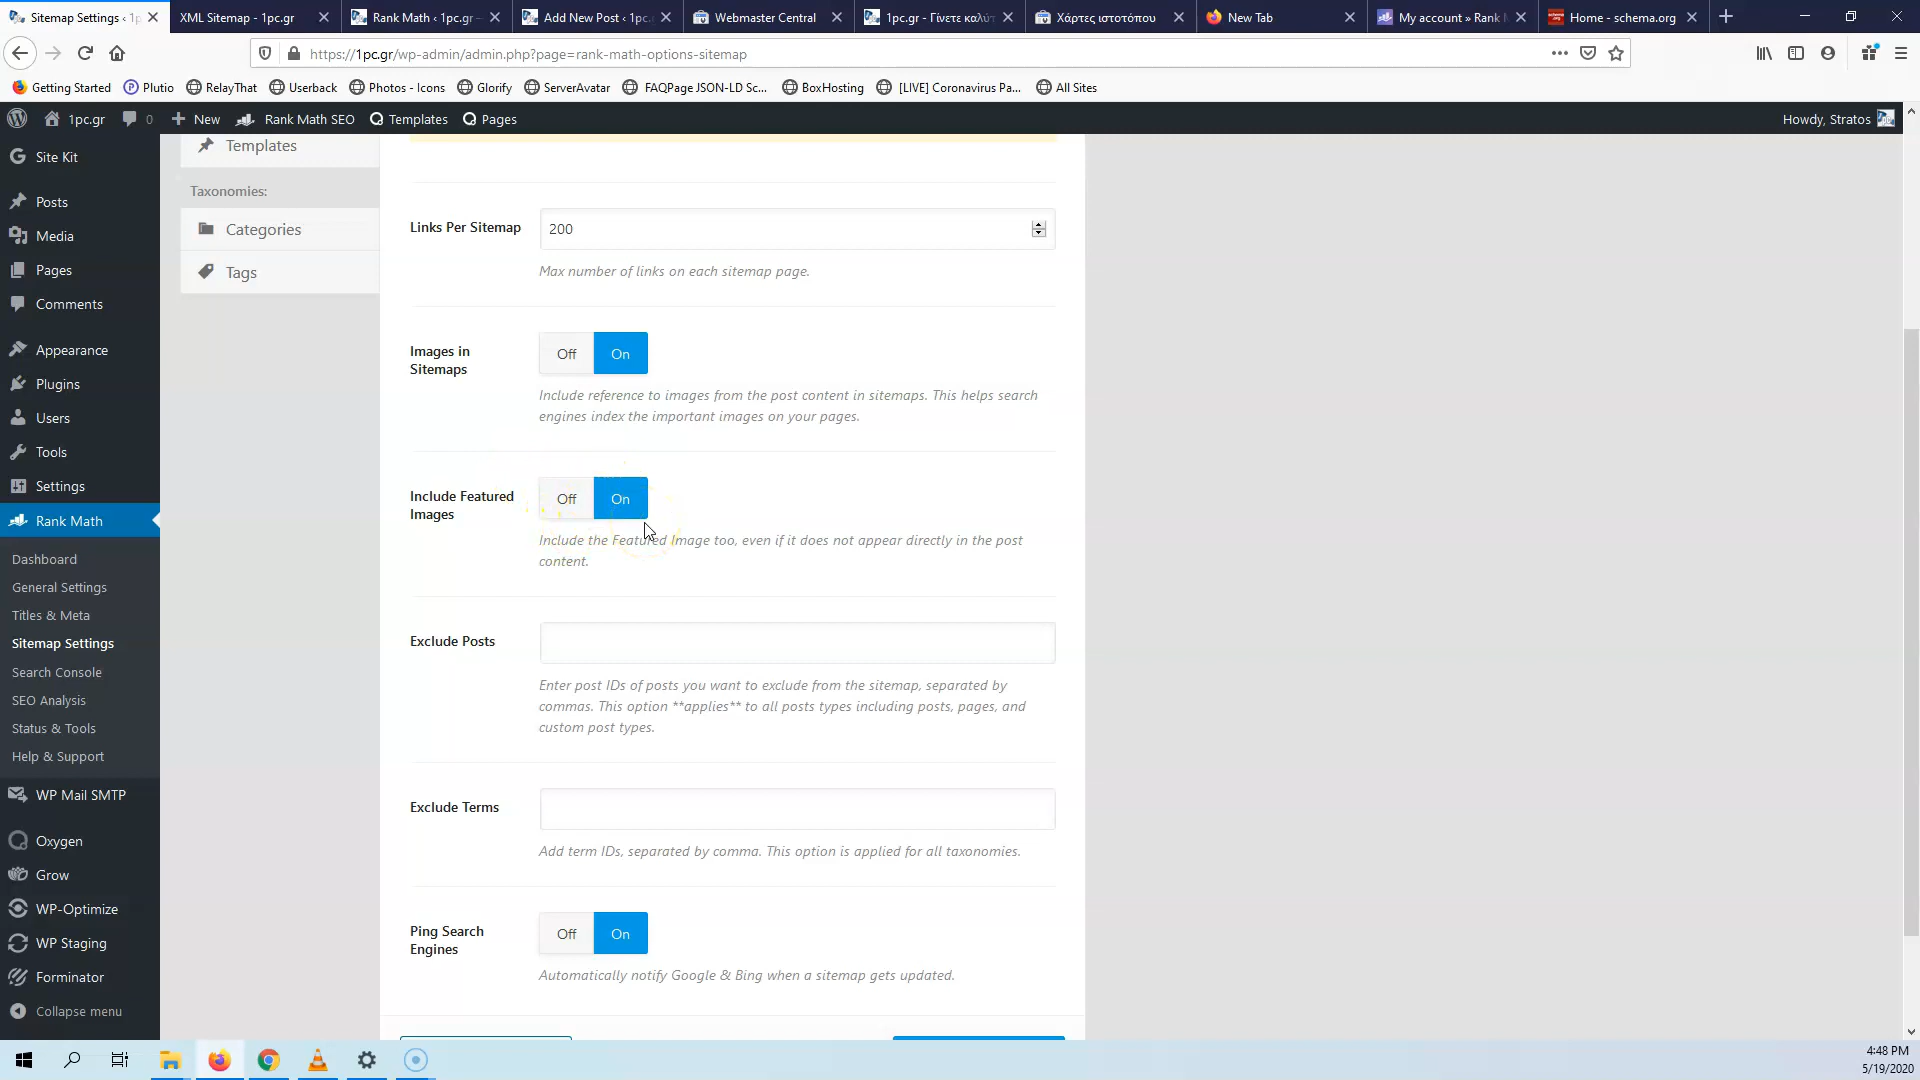 Sitemap Settings ‹ 1p
XML Sitemap - 1pc.gr
Rank Math ‹ 1pc.gr —
Add New Post ‹ 1pc.
Webmaster Central
1pc.gr - Γίνετε καλύτ
Χάρτες ιστοτόπου
New Tab
My account » Rank M
Home - schema.org
https://1pc.gr/wp-admin/admin.php?page=rank-math-options-sitemap
Getting Started
Plutio
RelayThat
Userback
Photos - Icons
Glorify
ServerAvatar
FAQPage JSON-LD Sc...
BoxHosting
[LIVE] Coronavirus Pa...
All Sites
1pc.gr
0
New
Rank Math SEO
Templates
Pages
Howdy, Stratos
Site Kit
Posts
Media
Pages
Comments
Appearance
Plugins
Users
Tools
Settings
Rank Math
Dashboard
General Settings
Titles & Meta
Sitemap Settings
Search Console
SEO Analysis
Status & Tools
Help & Support
WP Mail SMTP
Oxygen
Grow
WP-Optimize
WP Staging
Forminator
Collapse menu
Templates
Taxonomies:
Categories
Tags
Links Per Sitemap
200
Max number of links on each sitemap page.
Images in
Sitemaps
Off
On
Include reference to images from the post content in sitemaps. This helps search
engines index the important images on your pages.
Include Featured
Images
Off
On
Include the Featured Image too, even if it does not appear directly in the post
content.
Exclude Posts
Enter post IDs of posts you want to exclude from the sitemap, separated by
commas. This option **applies** to all posts types including posts, pages, and
custom post types.
Exclude Terms
Add term IDs, separated by comma. This option is applied for all taxonomies.
Ping Search
Engines
Off
On
Automatically notify Google & Bing when a sitemap gets updated.
4:48 PM
5/19/2020